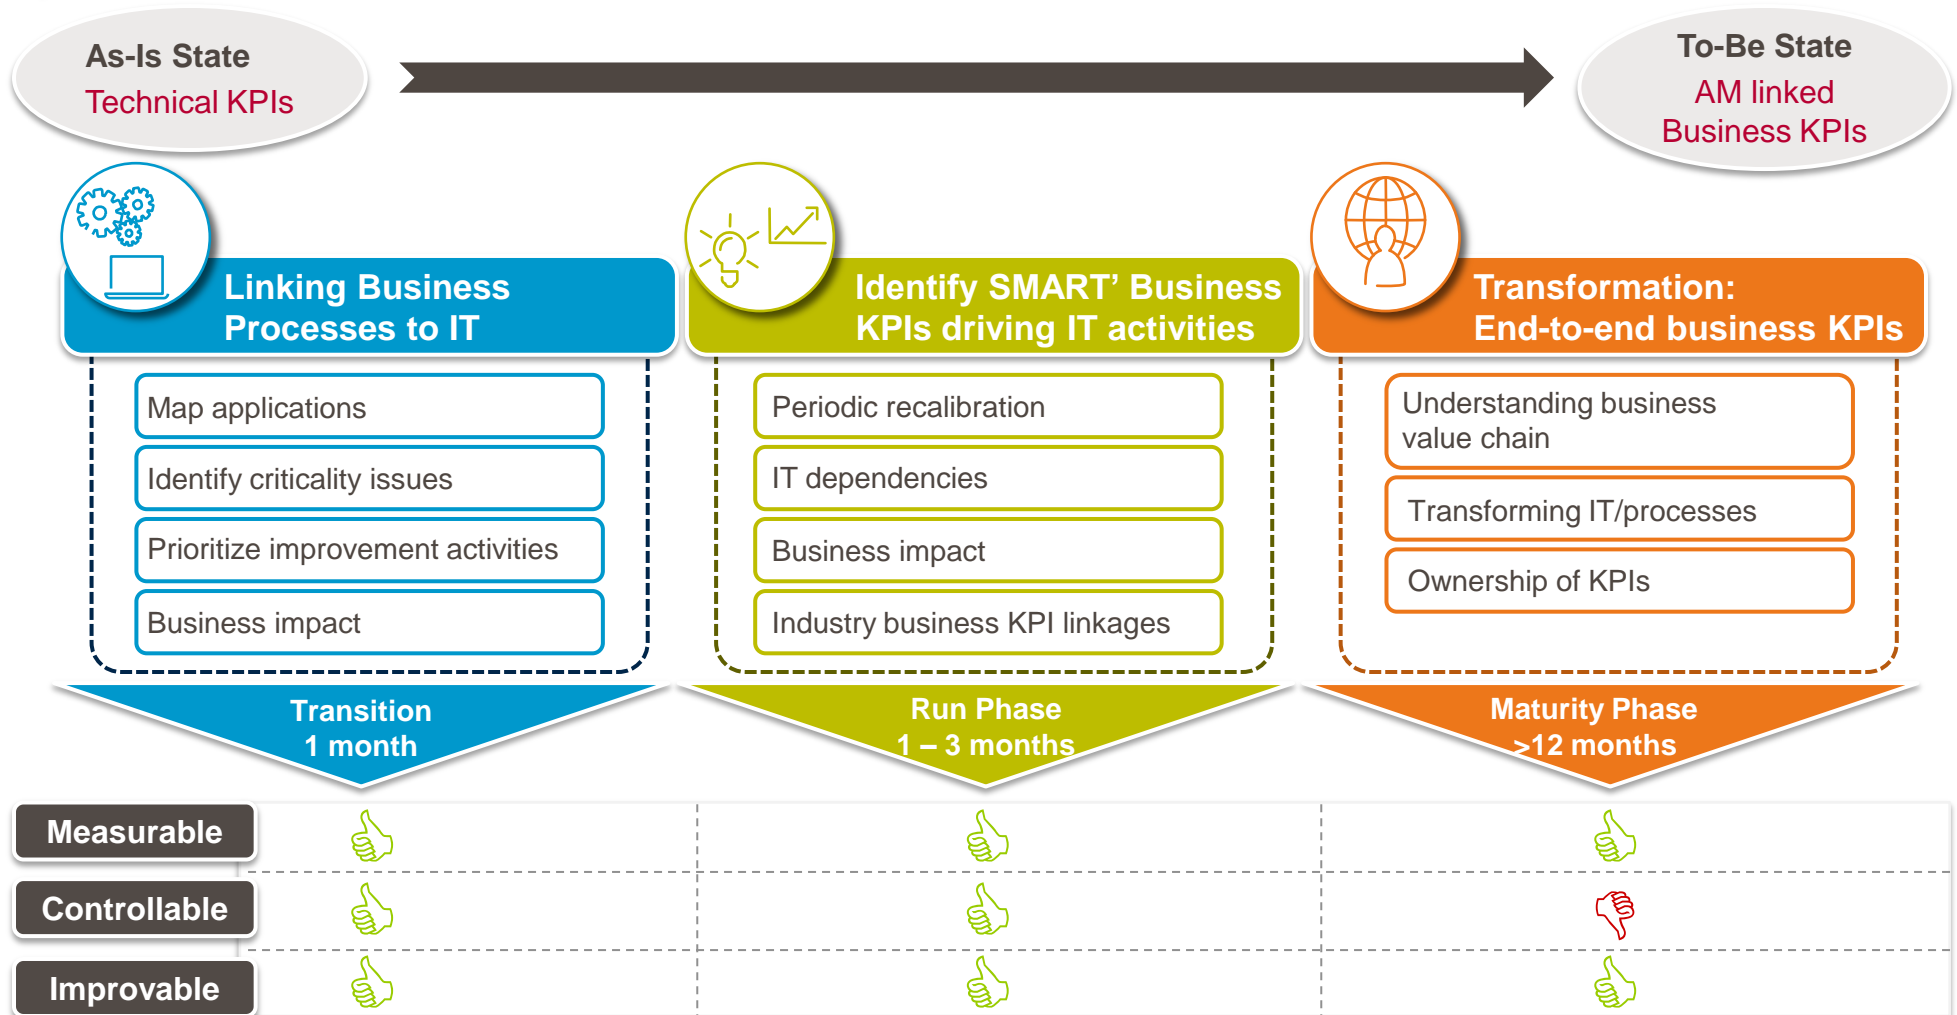 As-Is State
Technical KPIs
To-Be State
AM linked
Business KPIs
Linking Business
Processes to IT
Map applications
Identify criticality issues
Prioritize improvement activities
Business impact
Transition
1 month
Identify SMART’ Business
KPIs driving IT activities
Periodic recalibration
IT dependencies
Business impact
Industry business KPI linkages
Run Phase
1 – 3 months
Transformation:
End-to-end business KPIs
Understanding business
value chain
Transforming IT/processes
Ownership of KPIs
Maturity Phase
>12 months
Measurable
Controllable
Improvable